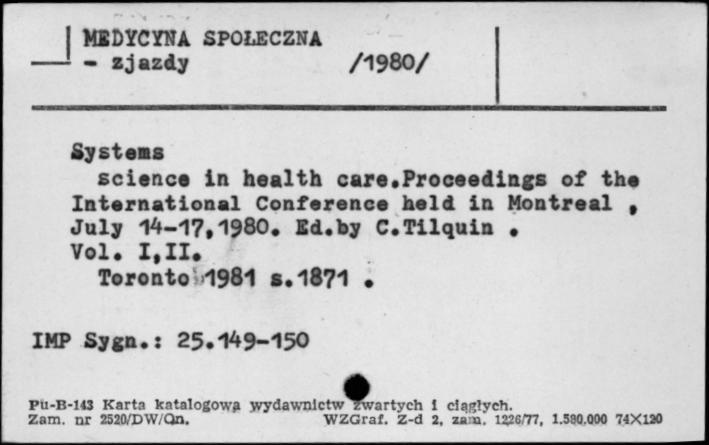 MEDYCYNA SPOŁECZNA
- zjazdy /1980/
Systems
science in health care.Proceedings of the
International Conference held in Montreal ,
July 14-17,1980. Ed.by C.Tilquin .
Vol. I,II.
Toronto 1981 s.1871 .
IMP Sygn.: 25.149-150
Pu-B-143 Karta katalogowa wydawnictw zwartych i ciągłych.
Zam. nr 2520/DW/Qn. WZGraf. Z-d 2, zam. 1226/77, 1.580.000 74X120